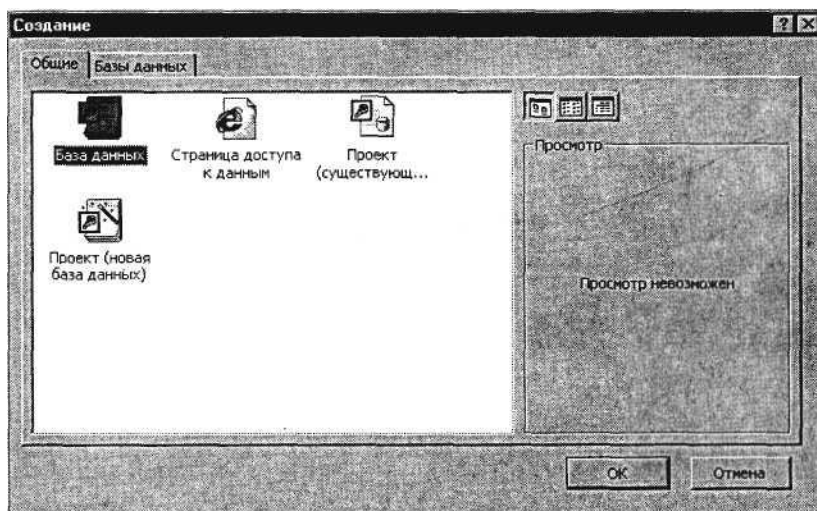 Создание
Общие
Базы данных
База данных
Страница доступа
к данным
Проект
(существующ...
Проект (новая
база данных)
Просмотр
Просмотр невозможен
ОК
Отмена